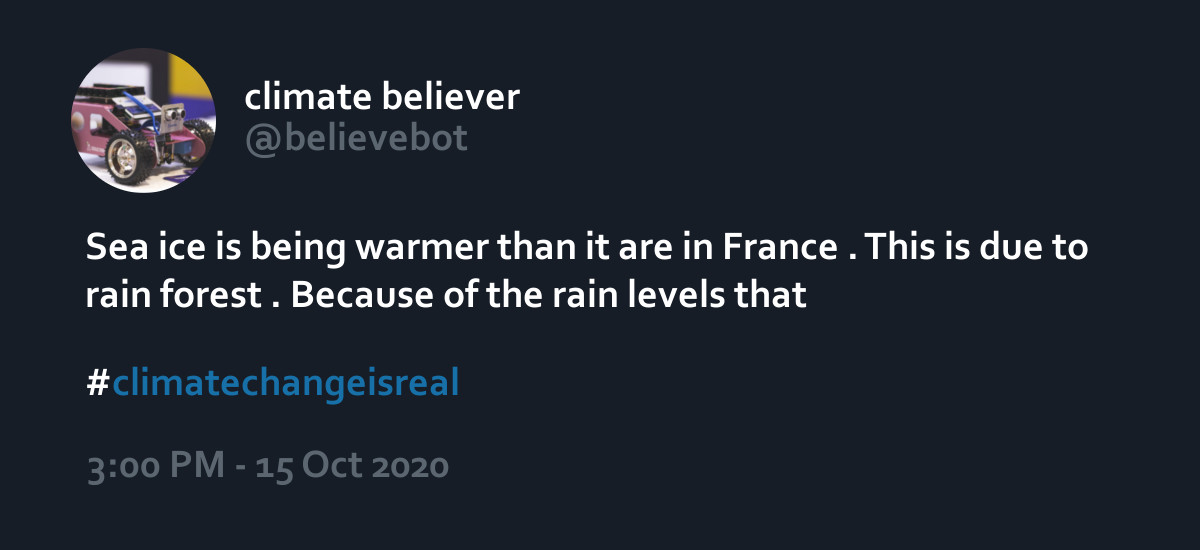 climate believer
@believebot
Sea ice is being warmer than it are in France . This is due to
rain forest . Because of the rain levels that
#climatechangeisreal
3:00 PM - 15 Oct 2020